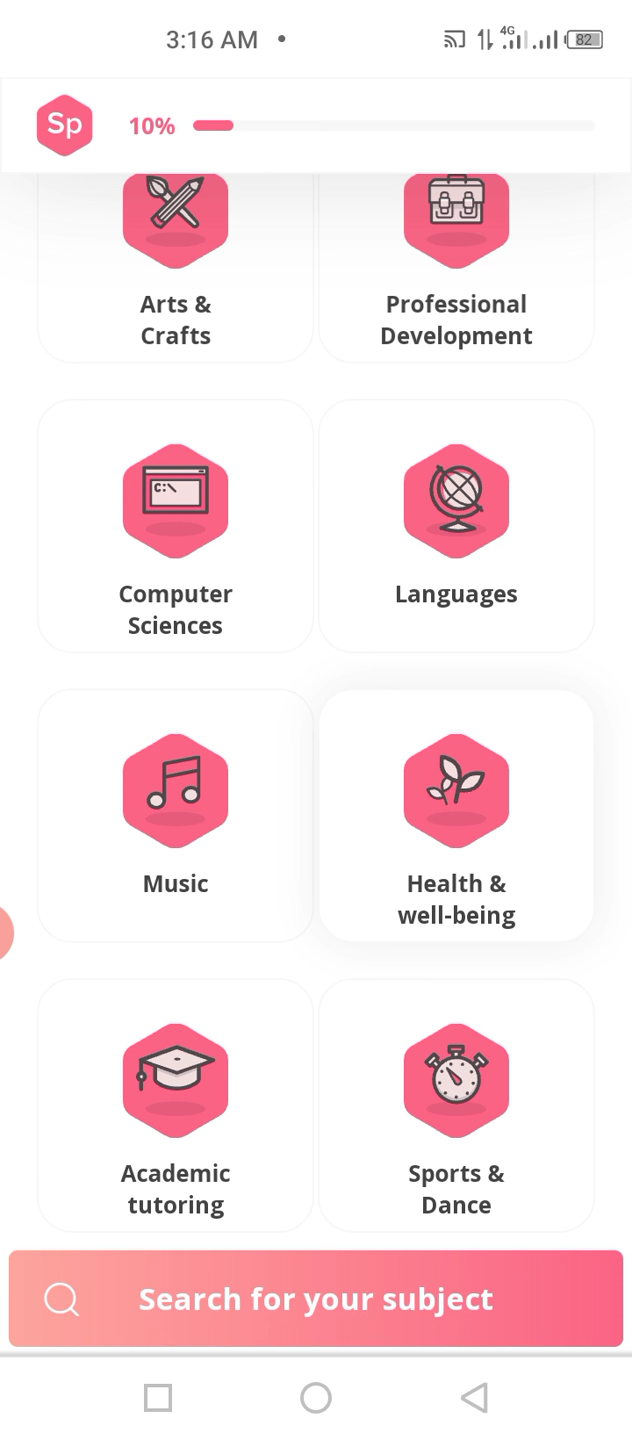 3:16 AM
4G
82
Sp
10%
Arts &
Crafts
Professional
Development
C:\
Computer
Sciences
Languages
Music
Health &
well-being
Academic
tutoring
Sports &
Dance
Search for your subject